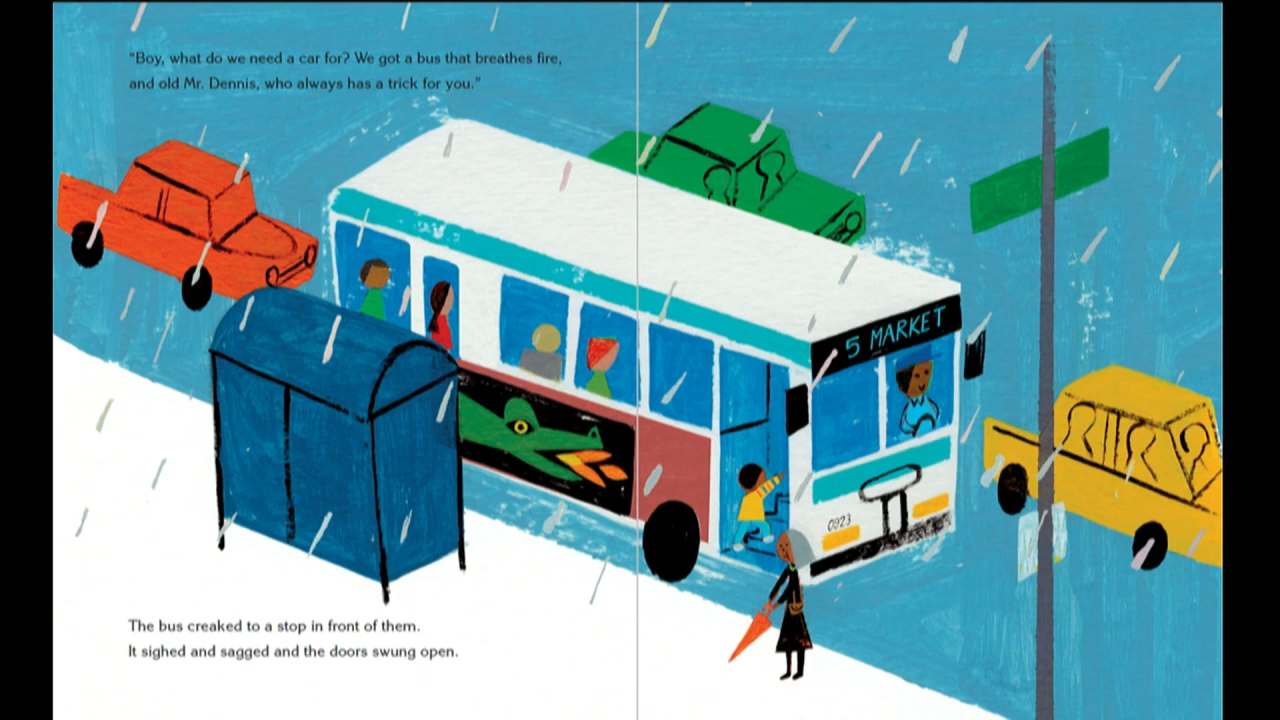 "Boy, what do we need a car for? We got a bus that breathes fire,
and old Mr. Dennis, who always has a trick for you."
5 MARKET
0923
The bus creaked to a stop in front of them.
It sighed and sagged and the doors swung open.